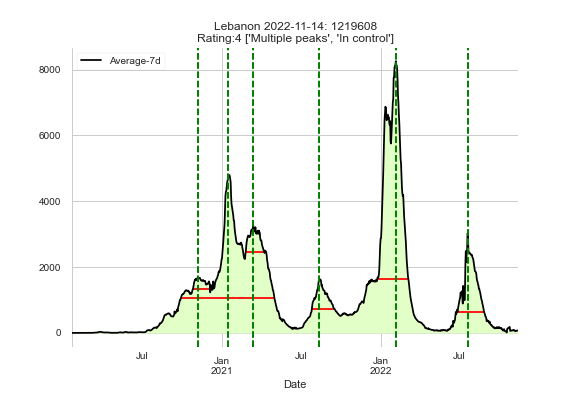 Lebanon 2022-11-14: 1219608
Rating:4 ['Multiple peaks', 'In control']
Average-7d
8000
6000
4000
2000
0
Jul
Jan
2021
Jul
Jan
2022
Jul
Date